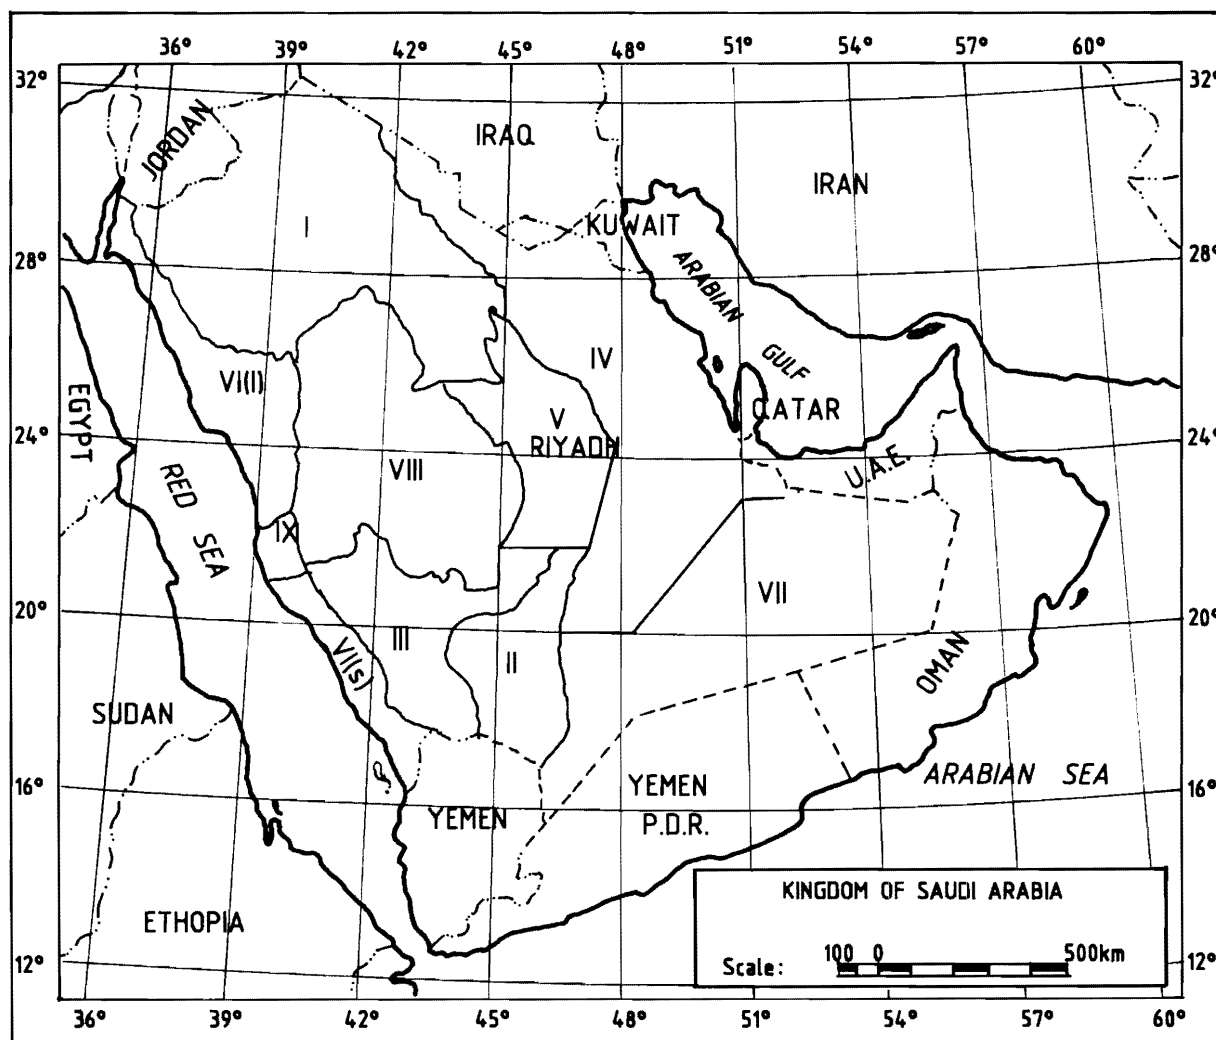 36° 39° 42° 45° 48° 51° 54° 57° 60°
32° 32°
JORDAN
IRAQ
IRAN
I
KUWAIT
28° 28°
ARABIAN
GULF
IV
VI(I)
EGYPT
V
QATAR
RIYADH
24° 24°
VIII
U.A.E.
RED SEA
IX
VII
20° 20°
III
II
VII(s)
OMAN
SUDAN
ARABIAN SEA
YEMEN
P.D.R.
16° 16°
YEMEN
KINGDOM OF SAUDI ARABIA
ETHOPIA
100 0 500km
Scale:
12° 12°
36° 39° 42° 45° 48° 51° 54° 57° 60°